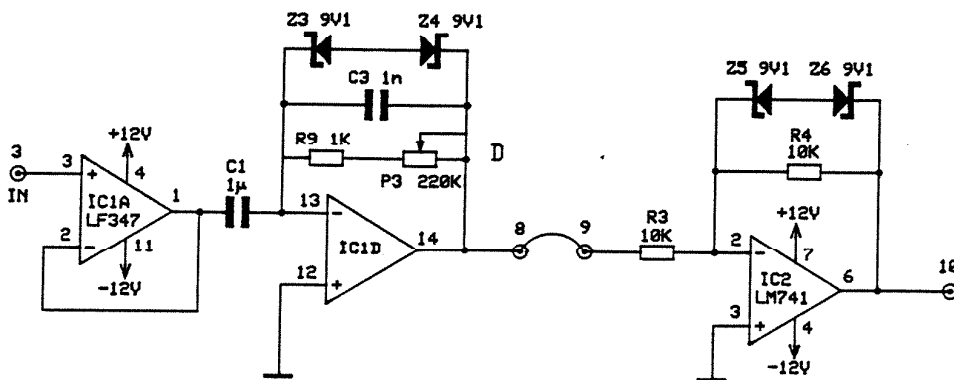 Z3 9V1
Z4 9V1
C3 1n
R9 1K
P3 220K
D
3
IN
3
+12V
4
IC1A
LF347
1
2
11
-12V
C1
1µ
13
IC1D
14
12
8
9
R3
10K
Z5 9V1
Z6 9V1
R4
10K
+12V
2
7
IC2
LM741
6
10
3
4
-12V